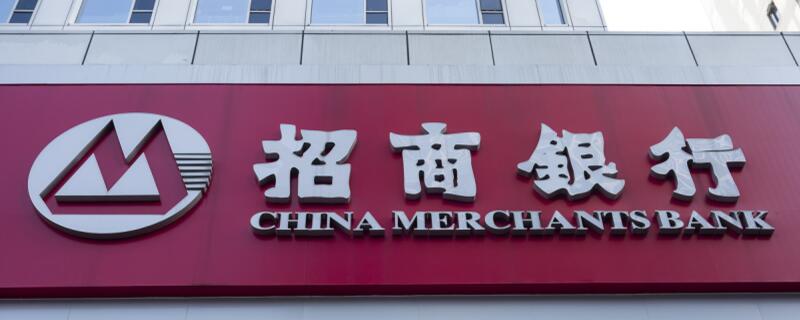 招商银行
CHINA MERCHANTS BANK